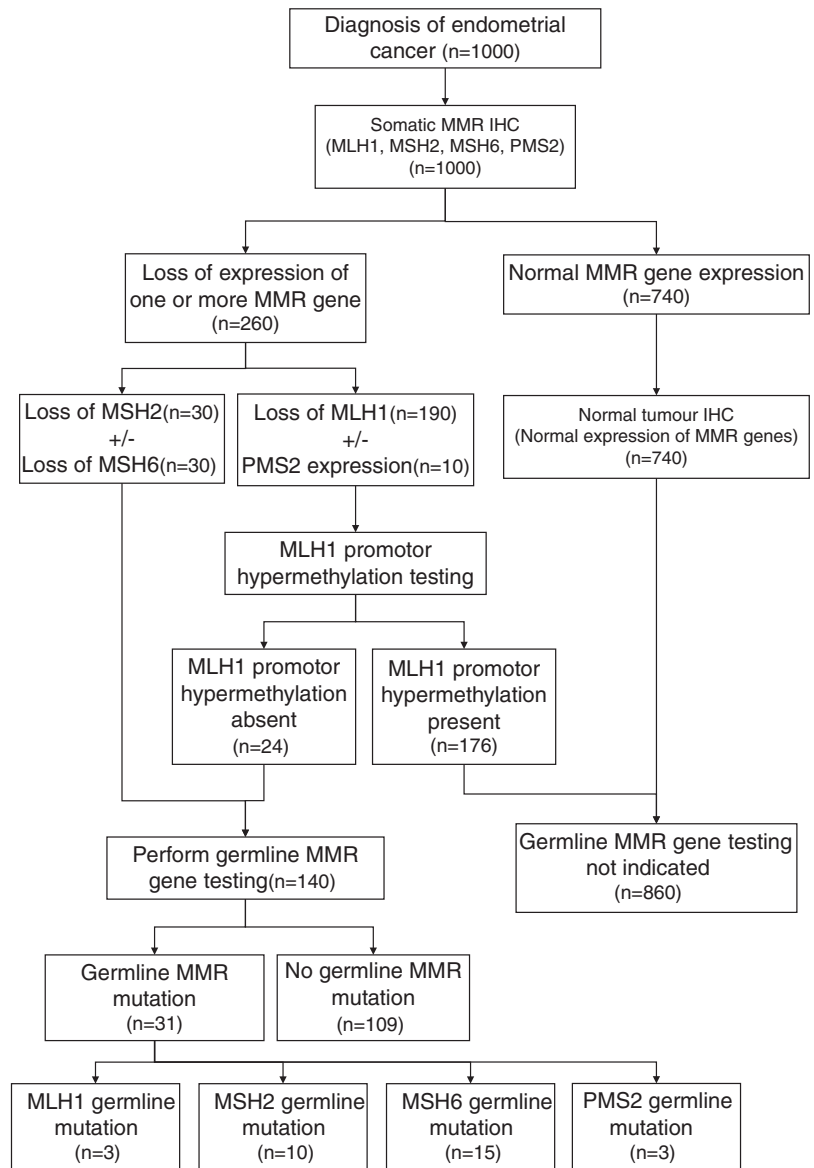 Diagnosis of endometrial
cancer (n=1000)
Somatic MMR IHC
(MLH1, MSH2, MSH6, PMS2)
(n=1000)
Loss of expression of
one or more MMR gene
(n=260)
Normal MMR gene expression
(n=740)
Loss of MSH2(n=30)
+/-
Loss of MSH6(n=30)
Loss of MLH1(n=190)
+/-
PMS2 expression(n=10)
Normal tumour IHC
(Normal expression of MMR genes)
(n=740)
MLH1 promotor
hypermethylation testing
MLH1 promotor
hypermethylation
absent
(n=24)
MLH1 promotor
hypermethylation
present
(n=176)
Perform germline MMR
gene testing(n=140)
Germline MMR gene testing
not indicated
(n=860)
Germline MMR
mutation
(n=31)
No germline MMR
mutation
(n=109)
MLH1 germline
mutation
(n=3)
MSH2 germline
mutation
(n=10)
MSH6 germline
mutation
(n=15)
PMS2 germline
mutation
(n=3)